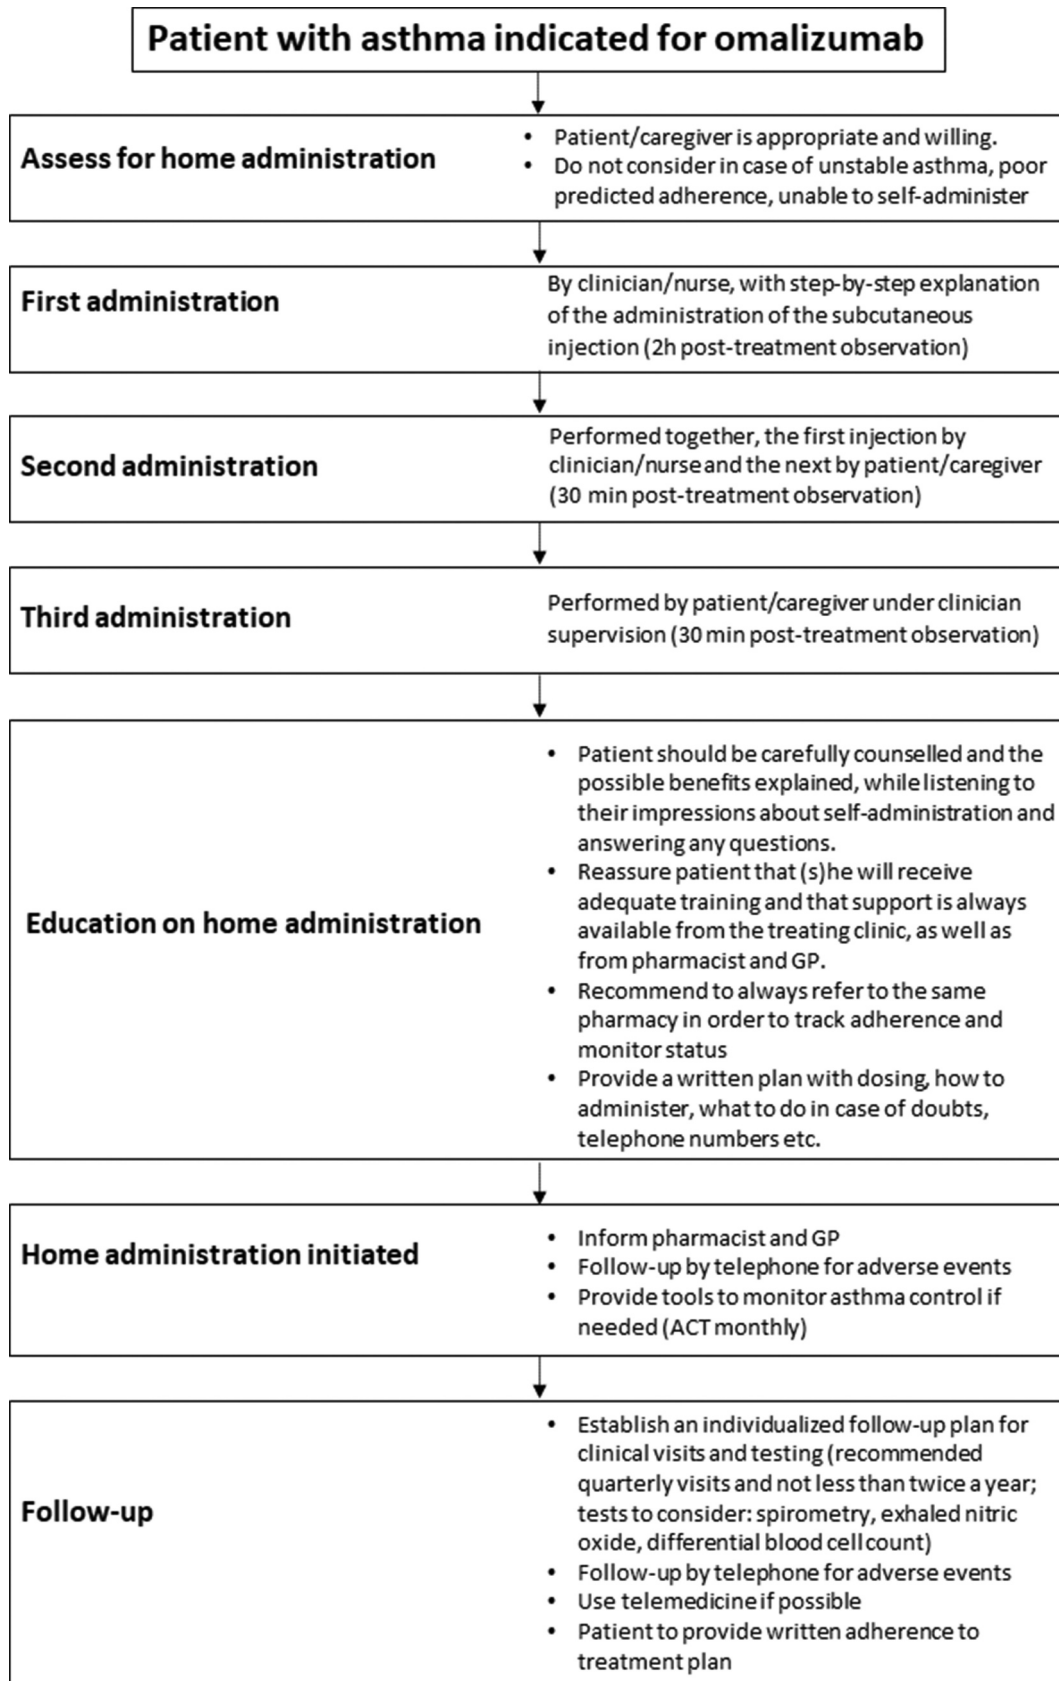 Patient with asthma indicated for omalizumab
Assess for home administration
• Patient/caregiver is appropriate and willing.
• Do not consider in case of unstable asthma, poor
predicted adherence, unable to self-administer
First administration
By clinician/nurse, with step-by-step explanation
of the administration of the subcutaneous
injection (2h post-treatment observation)
Second administration
Performed together, the first injection by
clinician/nurse and the next by patient/caregiver
(30 min post-treatment observation)
Third administration
Performed by patient/caregiver under clinician
supervision (30 min post-treatment observation)
Education on home administration
• Patient should be carefully counselled and the
possible benefits explained, while listening to
their impressions about self-administration and
answering any questions.
• Reassure patient that (s)he will receive
adequate training and that support is always
available from the treating clinic, as well as
from pharmacist and GP.
• Recommend to always refer to the same
pharmacy in order to track adherence and
monitor status
• Provide a written plan with dosing, how to
administer, what to do in case of doubts,
telephone numbers etc.
Home administration initiated
• Inform pharmacist and GP
• Follow-up by telephone for adverse events
• Provide tools to monitor asthma control if
needed (ACT monthly)
Follow-up
• Establish an individualized follow-up plan for
clinical visits and testing (recommended
quarterly visits and not less than twice a year;
tests to consider: spirometry, exhaled nitric
oxide, differential blood cell count)
• Follow-up by telephone for adverse events
• Use telemedicine if possible
• Patient to provide written adherence to
treatment plan